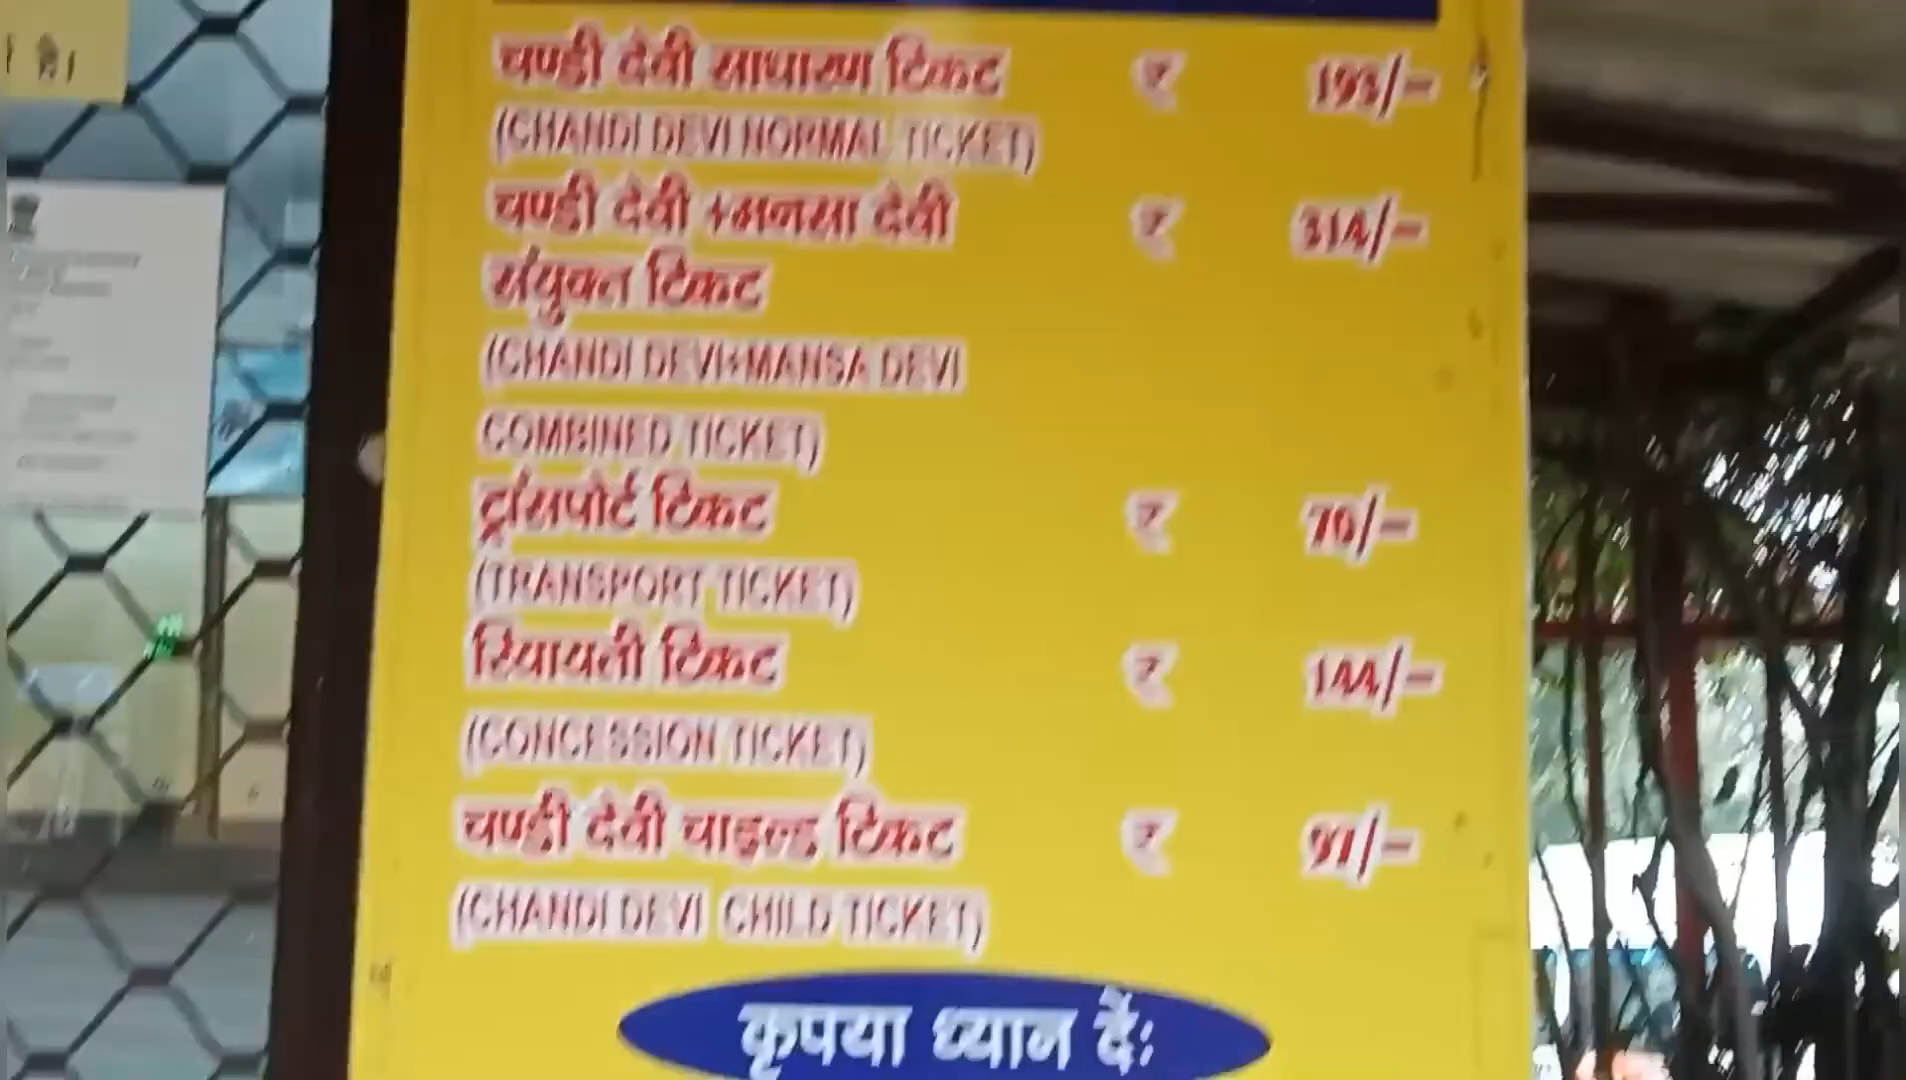 चण्डी देवी साधारण टिकट ₹ 193/-
(CHANDI DEVI NORMAL TICKET)
चण्डी देवी +मनसा देवी ₹ 314/-
संयुक्त टिकट
(CHANDI DEVI+MANSA DEVI
COMBINED TICKET)
ट्रांसपोर्ट टिकट ₹ 70/-
(TRANSPORT TICKET)
रियायती टिकट ₹ 144/-
(CONCESSION TICKET)
चण्डी देवी चाइल्ड टिकट ₹ 97/-
(CHANDI DEVI CHILD TICKET)
कृपया ध्यान दें: